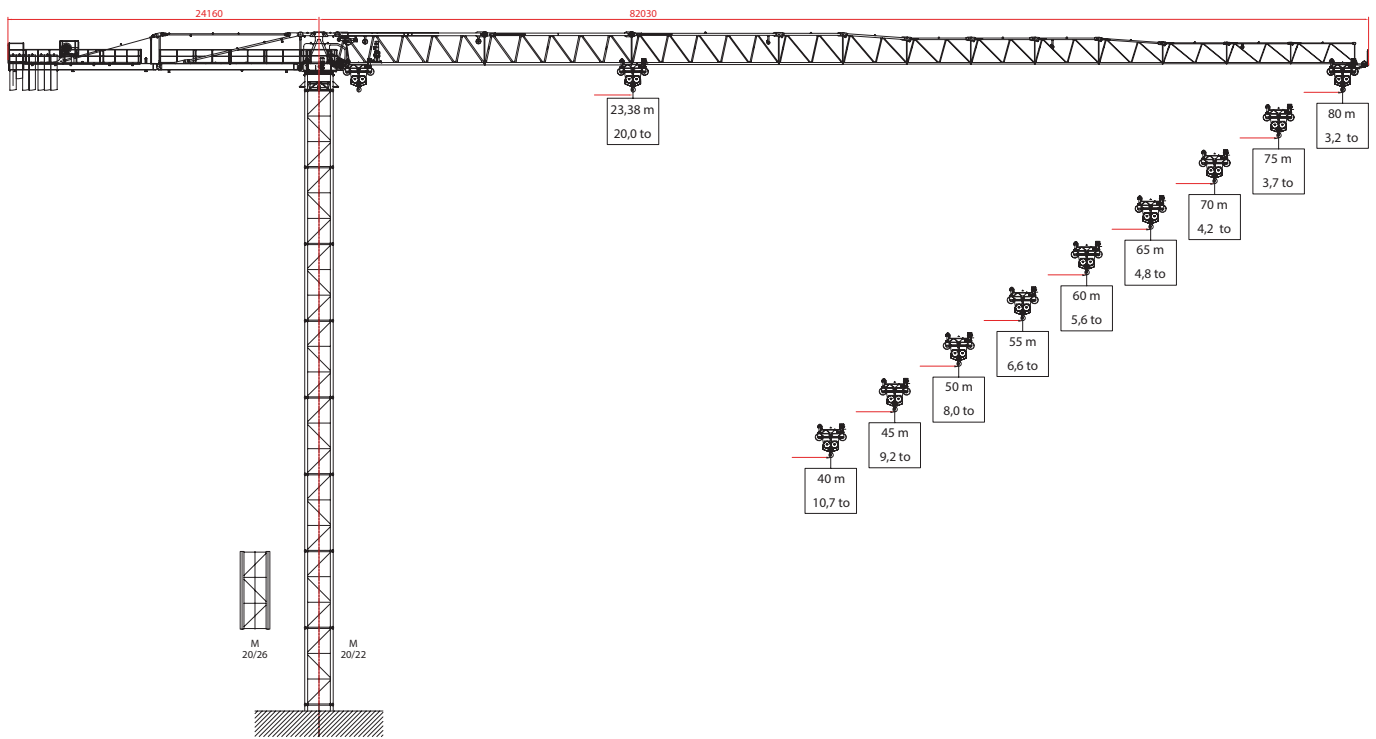 24160
82030
23,38 m
20,0 to
80 m
3,2 to
75 m
3,7 to
70 m
4,2 to
65 m
4,8 to
60 m
5,6 to
55 m
6,6 to
50 m
8,0 to
45 m
9,2 to
40 m
10,7 to
M
20/26
M
20/22